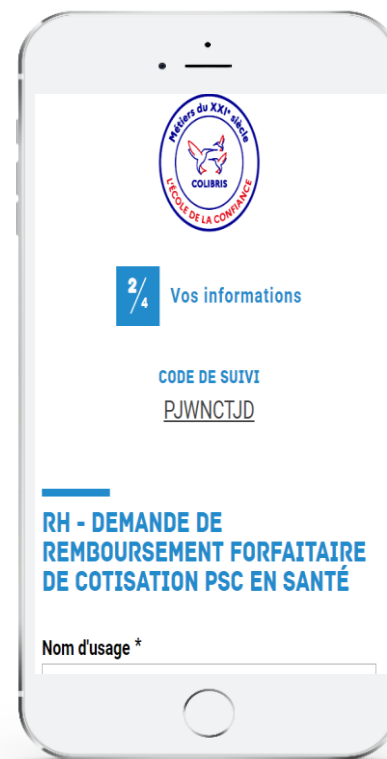 Métiers du XXIe siècle
COLIBRIS
L'ÉCOLE DE LA CONFIANCE
2/4 Vos informations
CODE DE SUIVI
PJWNCTJD
RH - DEMANDE DE
REMBOURSEMENT FORFAITAIRE
DE COTISATION PSC EN SANTÉ
Nom d'usage *